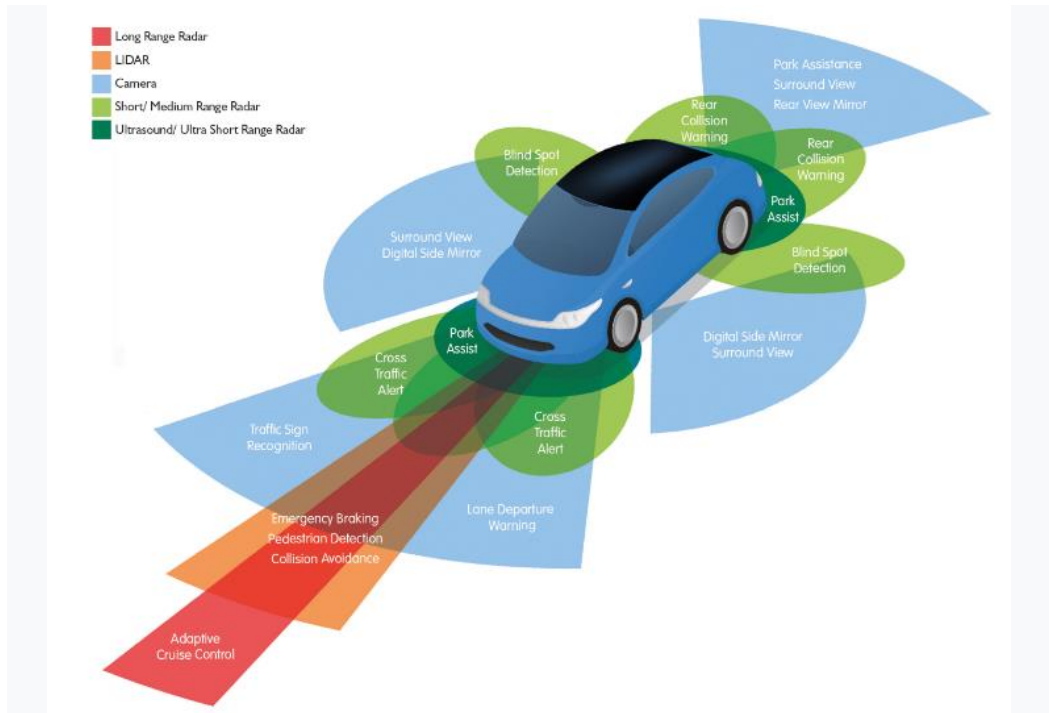 Long Range Radar
LIDAR
Camera
Short/ Medium Range Radar
Ultrasound/ Ultra Short Range Radar
Park Assistance
Surround View
Rear View Mirror
Rear
Collision
Warning
Rear
Collision
Warning
Blind Spot
Detection
Park
Assist
Surround View
Digital Side Mirror
Blind Spot
Detection
Park
Assist
Digital Side Mirror
Surround View
Cross
Traffic
Alert
Cross
Traffic
Alert
Traffic Sign
Recognition
Lane Departure
Warning
Emergency Braking
Pedestrian Detection
Collision Avoidance
Adaptive
Cruise Control